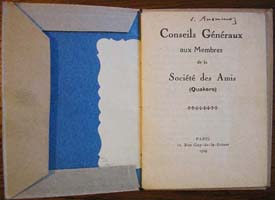 Conseils Généraux
aux Membres
de la
Société des Amis
(Quakers)
PARIS
12, Rue Guy-de-la-Brosse